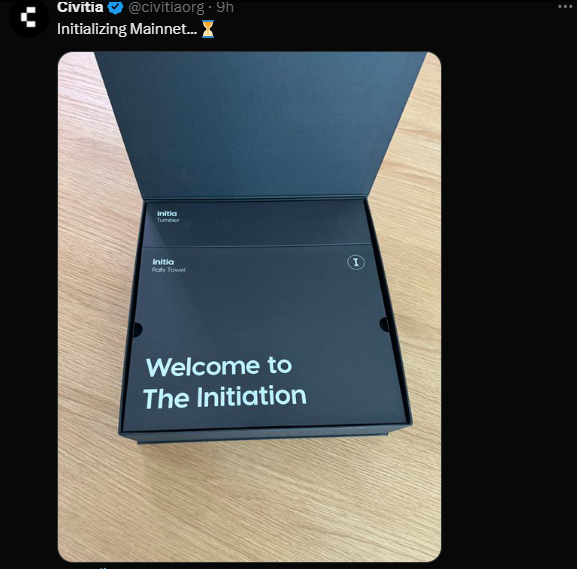 Civitia @civitiaorg · 9h
Initializing Mainnet... ⏳
initia
Tumbler
initia
Rally Towel
Welcome to
The Initiation